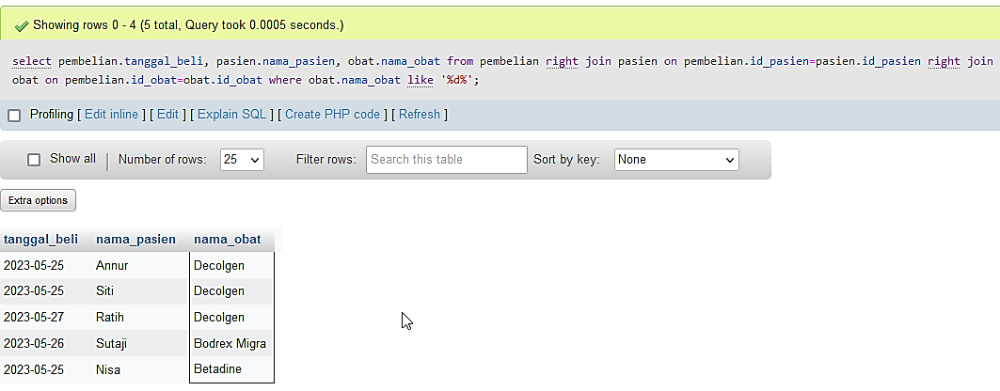 Showing rows 0 - 4 (5 total, Query took 0.0005 seconds.)
select pembelian.tanggal_beli, pasien.nama_pasien, obat.nama_obat from pembelian right join pasien on pembelian.id_pasien=pasien.id_pasien right join
obat on pembelian.id_obat=obat.id_obat where obat.nama_obat like '%d%';
Profiling [ Edit inline ] [ Edit ] [ Explain SQL ] [ Create PHP code ] [ Refresh ]
Show all Number of rows: 25 Filter rows: Search this table Sort by key: None
Extra options
tanggal_beli nama_pasien nama_obat
2023-05-25 Annur Decolgen
2023-05-25 Siti Decolgen
2023-05-27 Ratih Decolgen
2023-05-26 Sutaji Bodrex Migra
2023-05-25 Nisa Betadine